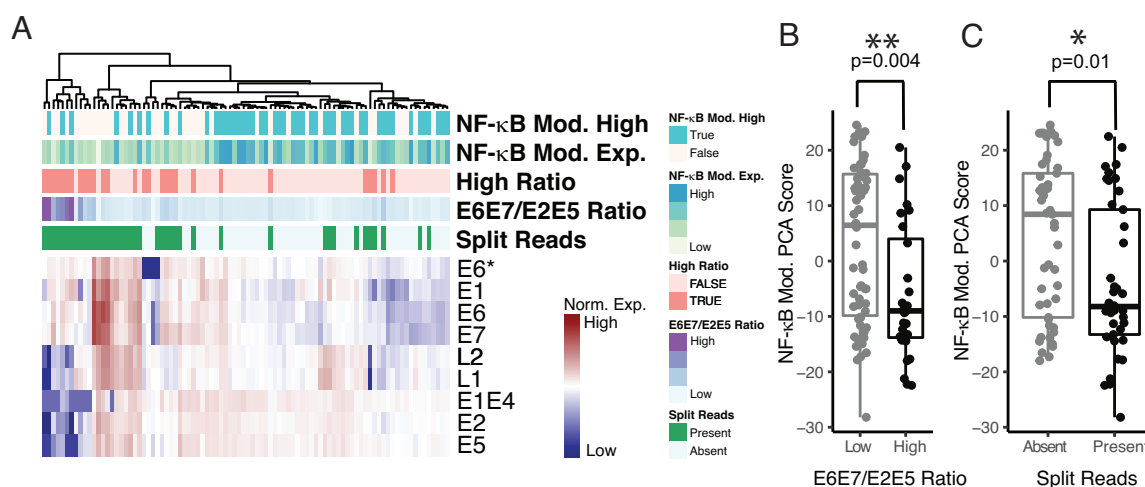 A
NF-κB Mod. High
NF-κB Mod. Exp.
High Ratio
E6E7/E2E5 Ratio
Split Reads
E6*
E1
E6
E7
L2
L1
E1E4
E2
E5
Norm. Exp.
High
Low
NF-κB Mod. High
True
False
NF-κB Mod. Exp.
High
Low
High Ratio
FALSE
TRUE
E6E7/E2E5 Ratio
High
Low
Split Reads
Present
Absent
B
**
p=0.004
NF-κB Mod. PCA Score
20
10
0
−10
−20
−30
Low
High
E6E7/E2E5 Ratio
C
*
p=0.01
NF-κB Mod. PCA Score
20
10
0
−10
−20
−30
Absent
Present
Split Reads